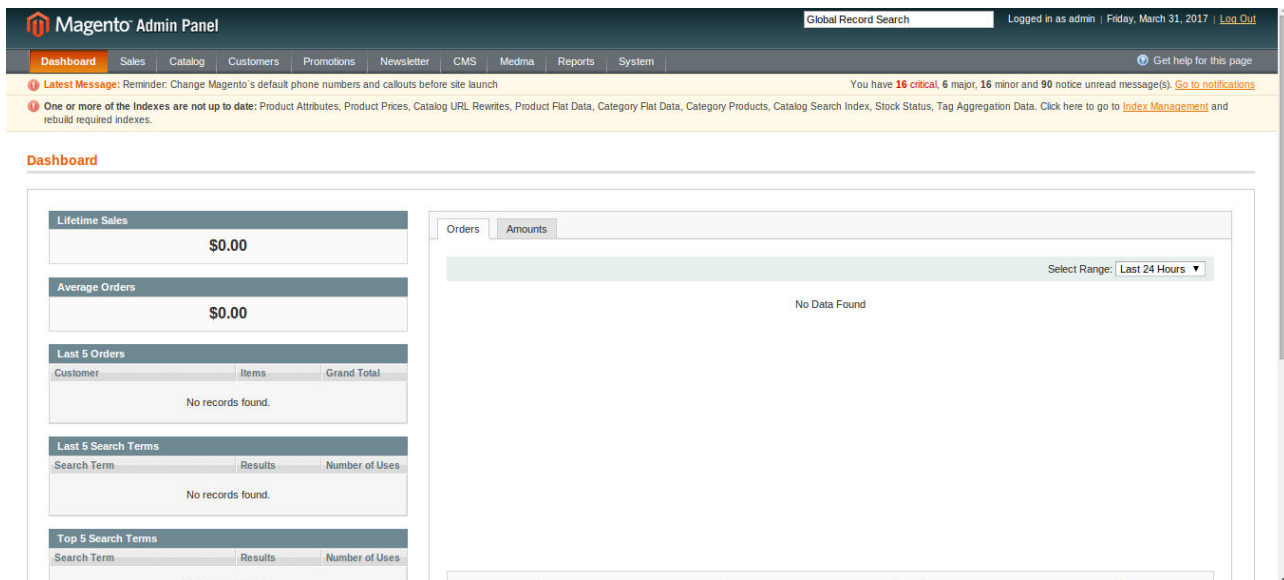 Magento Admin Panel
Global Record Search
Logged in as admin | Friday, March 31, 2017 | Log Out
Dashboard Sales Catalog Customers Promotions Newsletter CMS Medma Reports System
Get help for this page
Latest Message: Reminder: Change Magento`s default phone numbers and callouts before site launch
You have 16 critical, 6 major, 16 minor and 90 notice unread message(s). Go to notifications
One or more of the Indexes are not up to date: Product Attributes, Product Prices, Catalog URL Rewrites, Product Flat Data, Category Flat Data, Category Products, Catalog Search Index, Stock Status, Tag Aggregation Data. Click here to go to Index Management and
rebuild required indexes.
Dashboard
Lifetime Sales
$0.00
Average Orders
$0.00
Last 5 Orders
Customer Items Grand Total
No records found.
Last 5 Search Terms
Search Term Results Number of Uses
No records found.
Top 5 Search Terms
Search Term Results Number of Uses
Orders Amounts
Select Range: Last 24 Hours
No Data Found